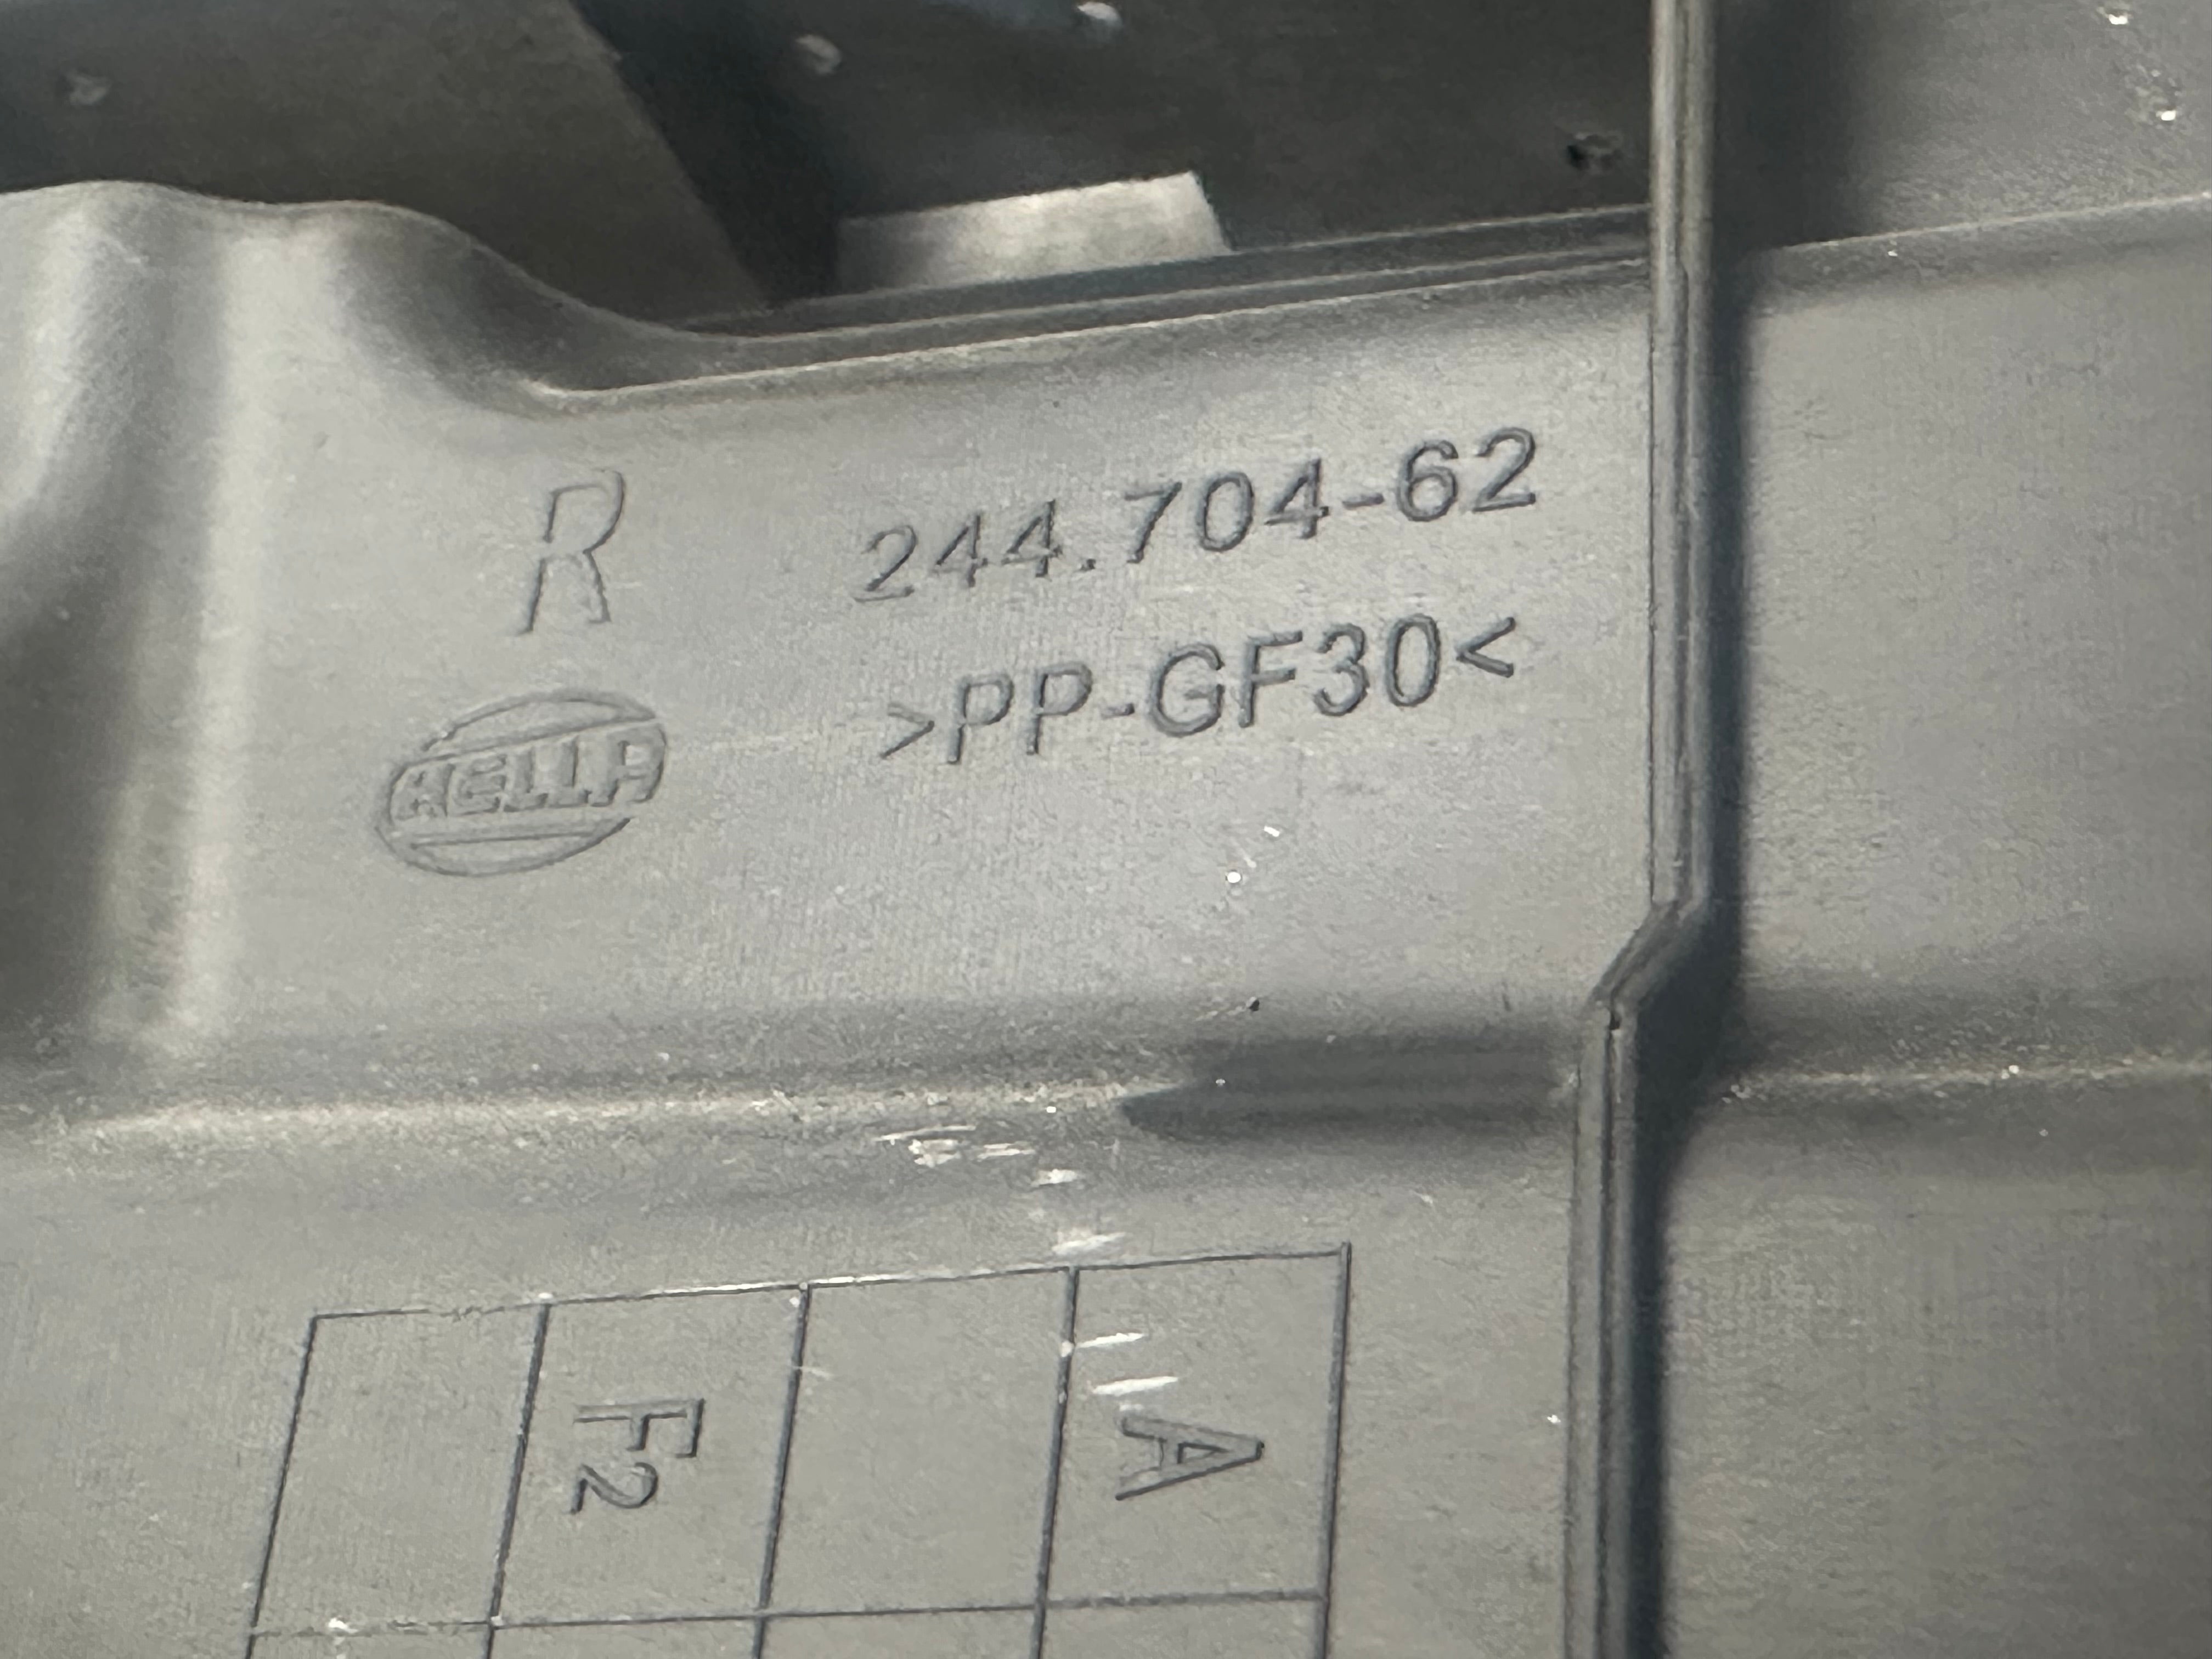 R 244.704-62
>PP-GF30<
HELLA
F2
A